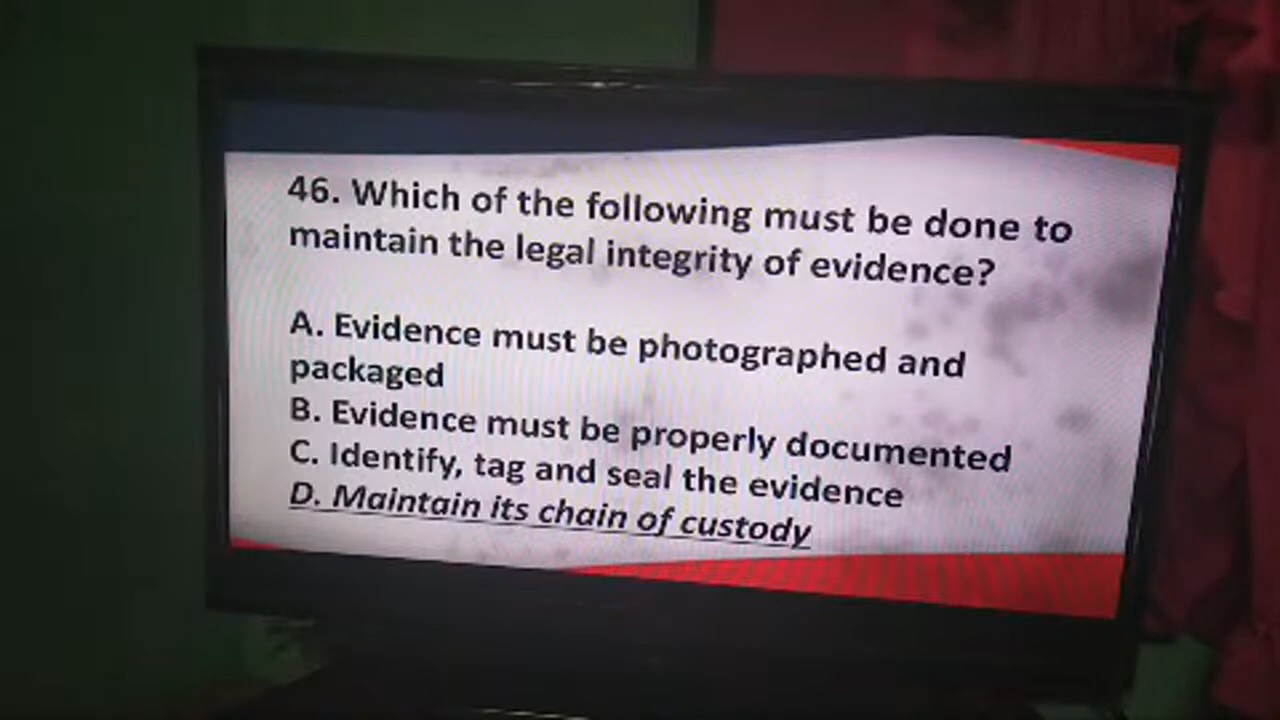 46. Which of the following must be done to
maintain the legal integrity of evidence?
A. Evidence must be photographed and
packaged
B. Evidence must be properly documented
C. Identify, tag and seal the evidence
D. Maintain its chain of custody